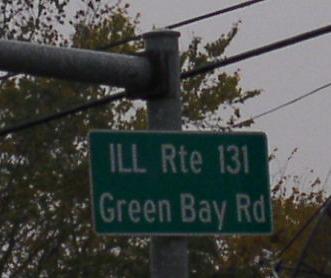 ILL Rte 131
Green Bay Rd